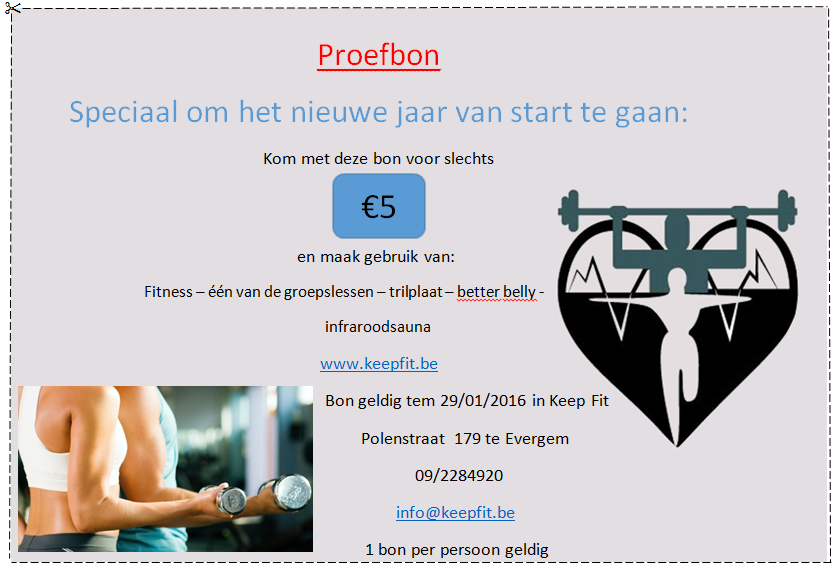 Proefbon
Speciaal om het nieuwe jaar van start te gaan:
Kom met deze bon voor slechts
€5
en maak gebruik van:
Fitness – één van de groepslessen – trilplaat – better belly -
infraroodsauna
www.keepfit.be
Bon geldig tem 29/01/2016 in Keep Fit
Polenstraat 179 te Evergem
09/2284920
info@keepfit.be
1 bon per persoon geldig